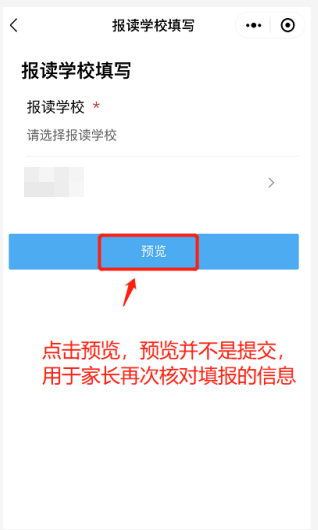 报读学校填写
报读学校填写
报读学校 *
请选择报读学校
预览
点击预览，预览并不是提交，
用于家长再次核对填报的信息